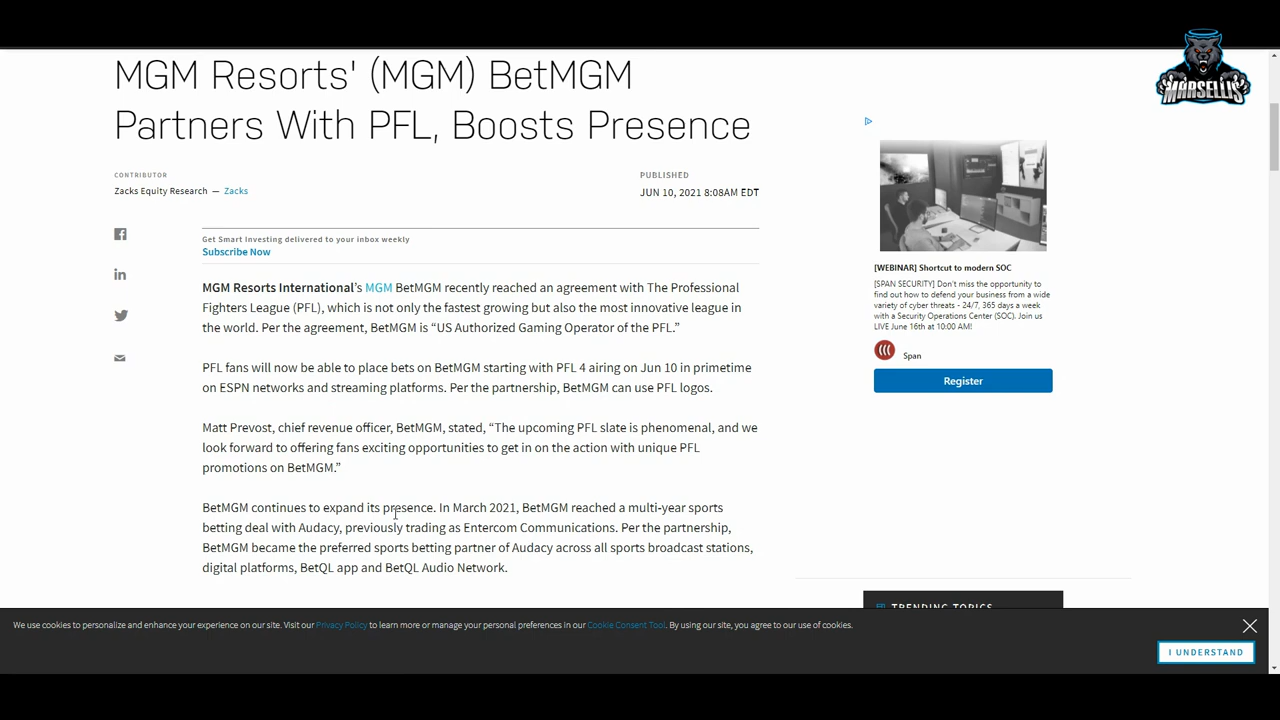 MARSELLIS
MGM Resorts' (MGM) BetMGM
Partners With PFL, Boosts Presence
CONTRIBUTOR
Zacks Equity Research — Zacks
PUBLISHED
JUN 10, 2021 8:08AM EDT
Get Smart Investing delivered to your inbox weekly
Subscribe Now
MGM Resorts International's MGM BetMGM recently reached an agreement with The Professional
Fighters League (PFL), which is not only the fastest growing but also the most innovative league in
the world. Per the agreement, BetMGM is “US Authorized Gaming Operator of the PFL.”
PFL fans will now be able to place bets on BetMGM starting with PFL 4 airing on Jun 10 in primetime
on ESPN networks and streaming platforms. Per the partnership, BetMGM can use PFL logos.
Matt Prevost, chief revenue officer, BetMGM, stated, “The upcoming PFL slate is phenomenal, and we
look forward to offering fans exciting opportunities to get in on the action with unique PFL
promotions on BetMGM.”
BetMGM continues to expand its presence. In March 2021, BetMGM reached a multi-year sports
betting deal with Audacy, previously trading as Entercom Communications. Per the partnership,
BetMGM became the preferred sports betting partner of Audacy across all sports broadcast stations,
digital platforms, BetQL app and BetQL Audio Network.
[WEBINAR] Shortcut to modern SOC
[SPAN SECURITY] Don't miss the opportunity to
find out how to defend your business from a wide
variety of cyber threats - 24/7, 365 days a week
with a Security Operations Center (SOC). Join us
LIVE June 16th at 10:00 AM!
Span
Register
TRENDING TOPICS
We use cookies to personalize and enhance your experience on our site. Visit our Privacy Policy to learn more or manage your personal preferences in our Cookie Consent Tool. By using our site, you agree to our use of cookies.
I UNDERSTAND